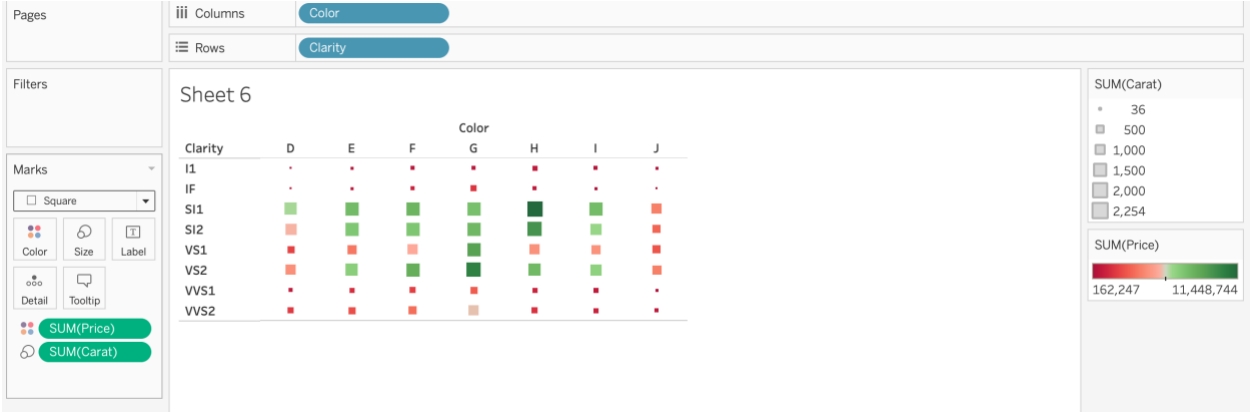 Pages
Columns
Color
Rows
Clarity
Filters
Marks
Square
Color
Size
Label
Detail
Tooltip
SUM(Price)
SUM(Carat)
Sheet 6
Color
Clarity D E F G H I J
I1
IF
SI1
SI2
VS1
VS2
VVS1
VVS2
SUM(Carat)
36
500
1,000
1,500
2,000
2,254
SUM(Price)
162,247 11,448,744